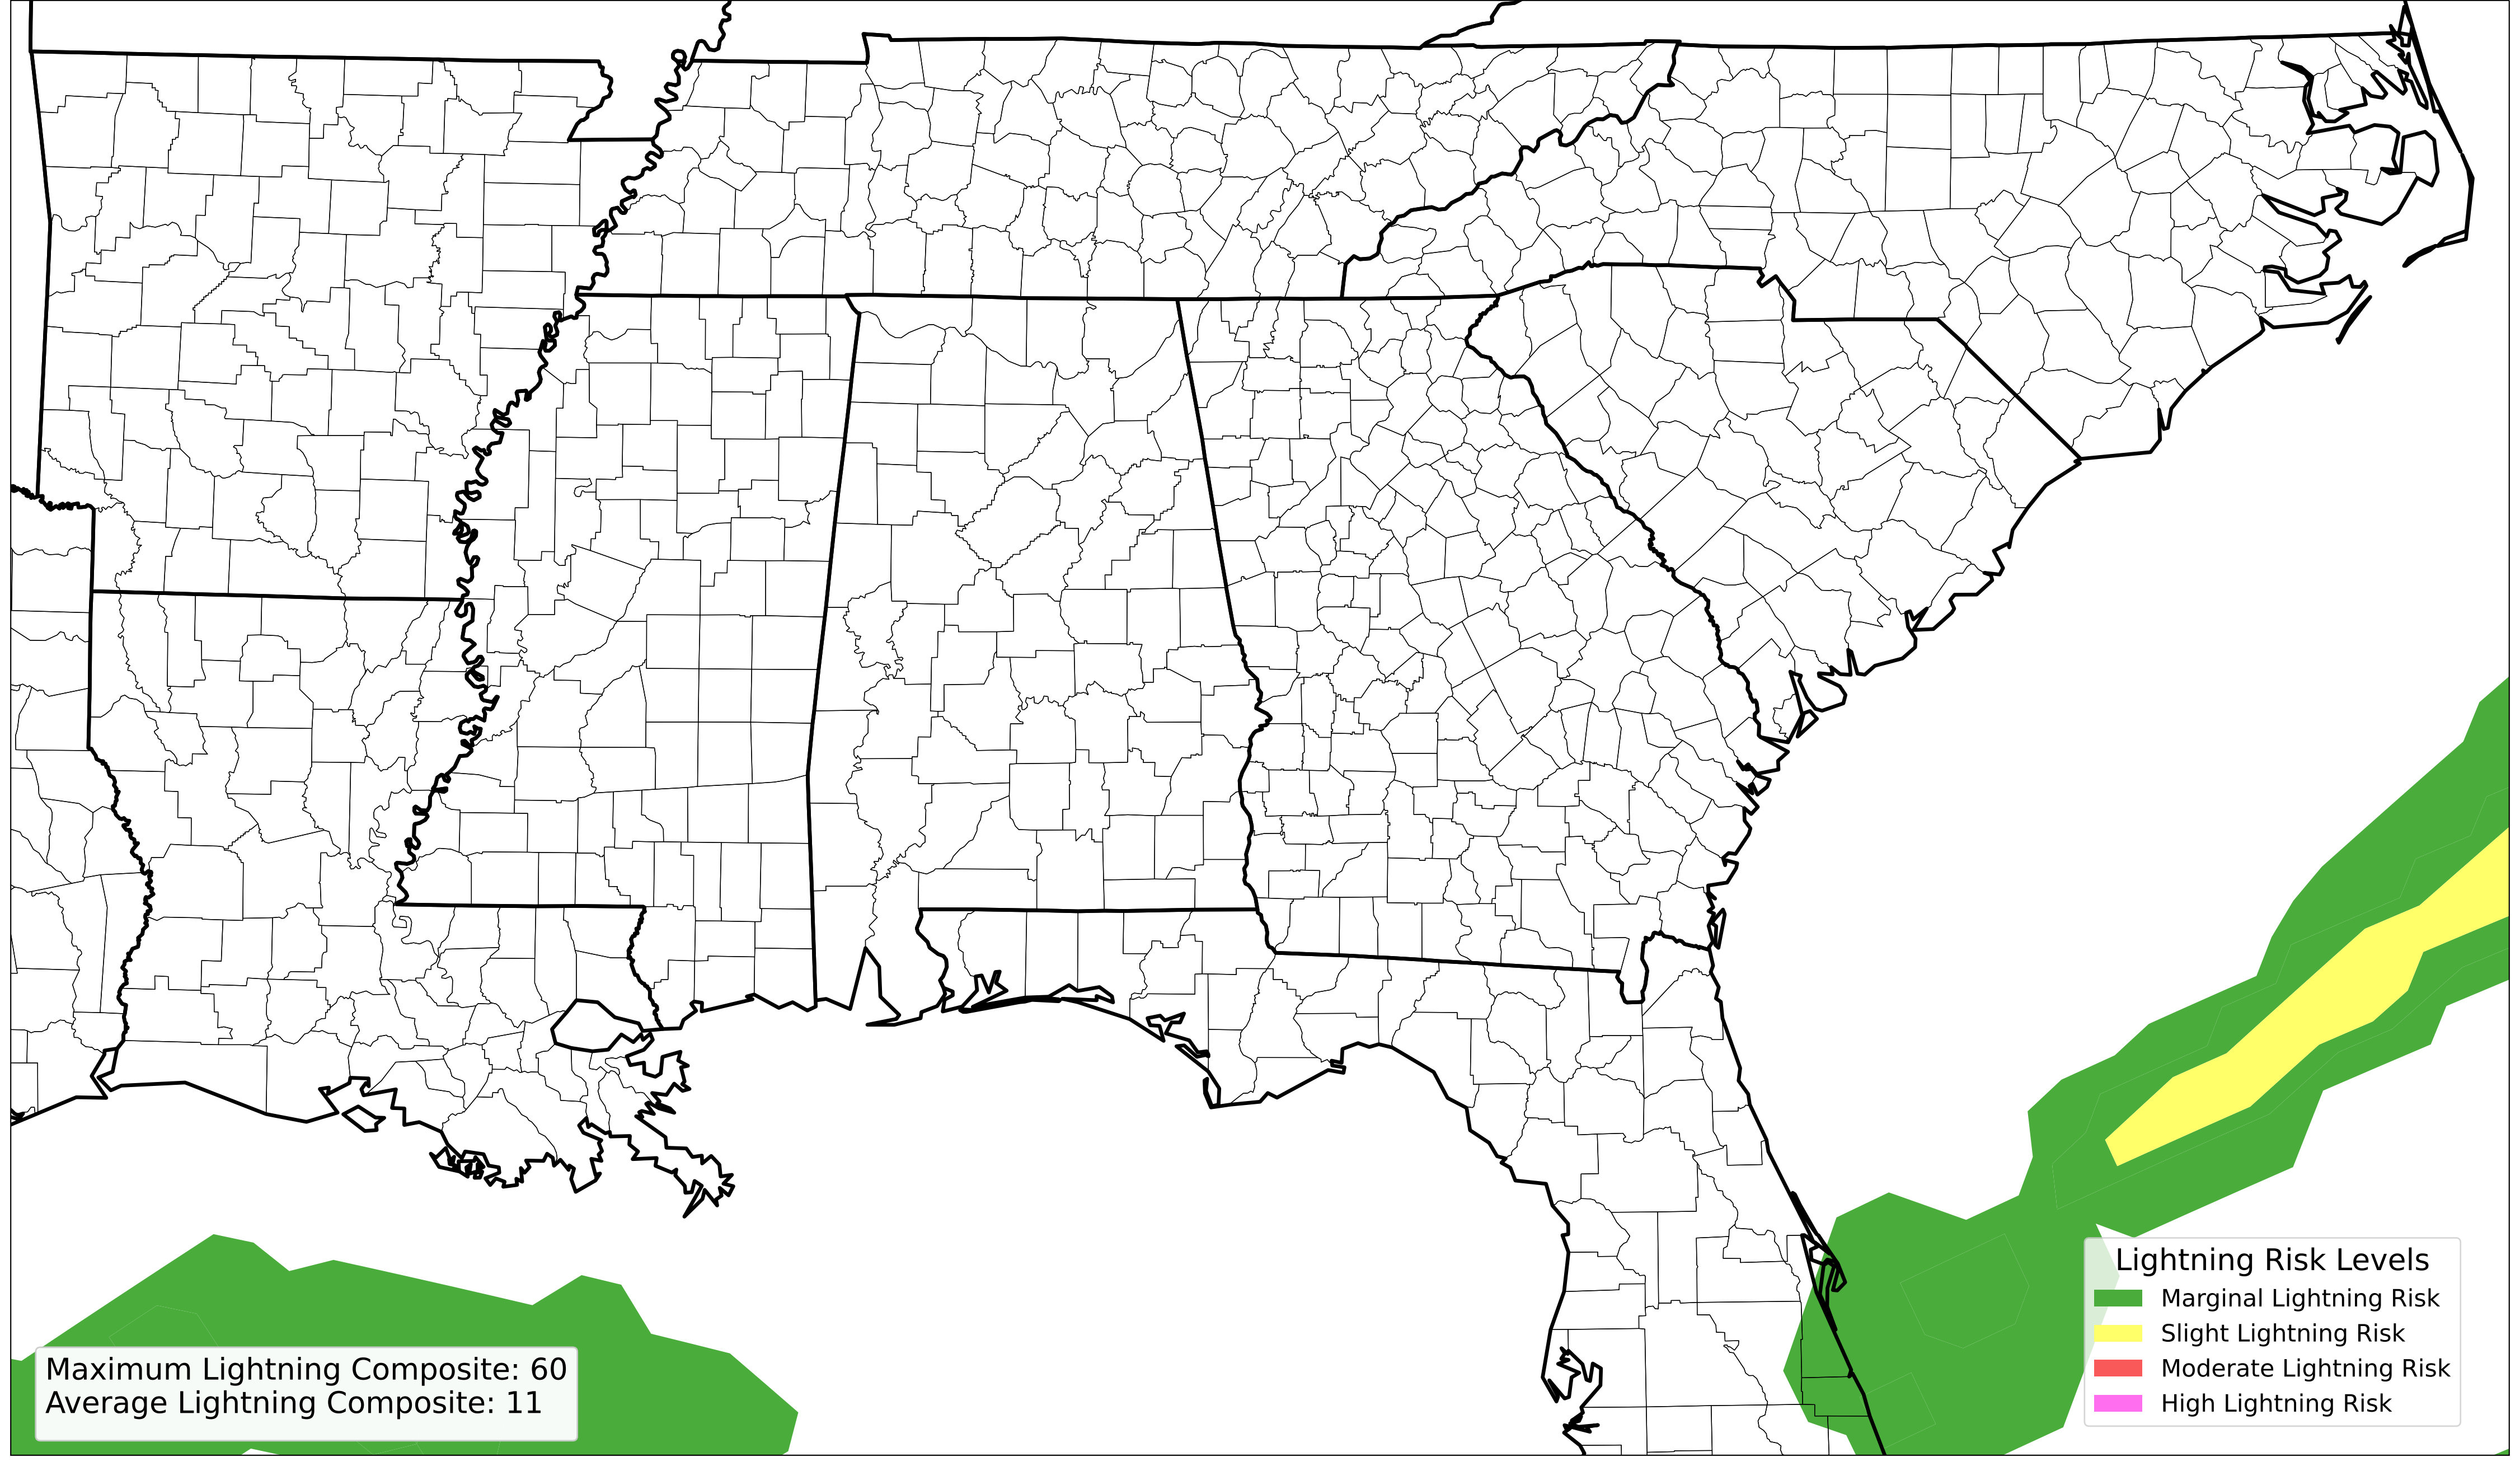 Lightning Risk Levels
Marginal Lightning Risk
Slight Lightning Risk
Moderate Lightning Risk
High Lightning Risk
Maximum Lightning Composite: 60
Average Lightning Composite: 11